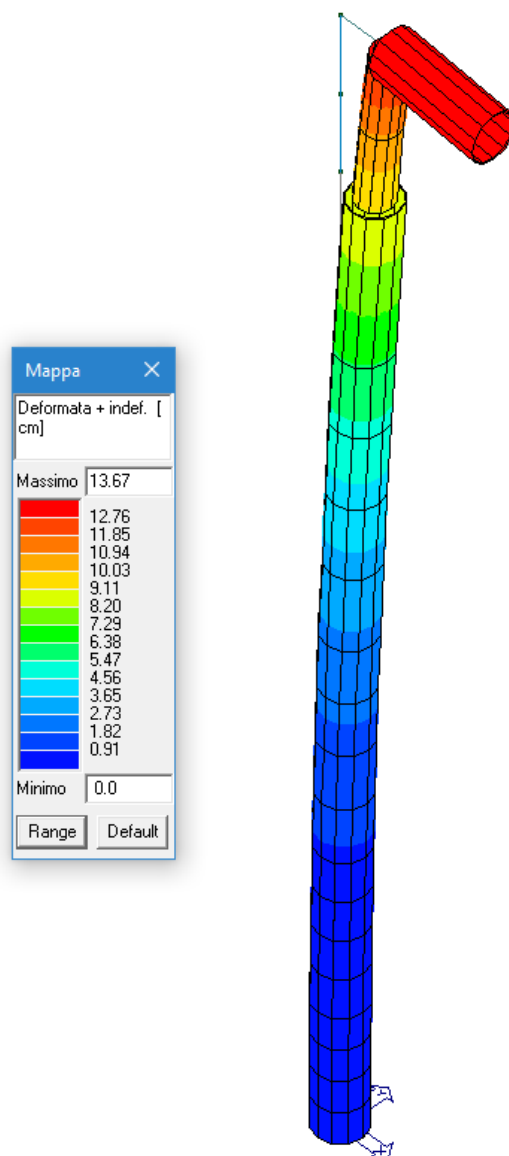 Mappa
Deformata + indef. [
cm]
Massimo 13.67
12.76
11.85
10.94
10.03
9.11
8.20
7.29
6.38
5.47
4.56
3.65
2.73
1.82
0.91
Minimo 0.0
Range Default